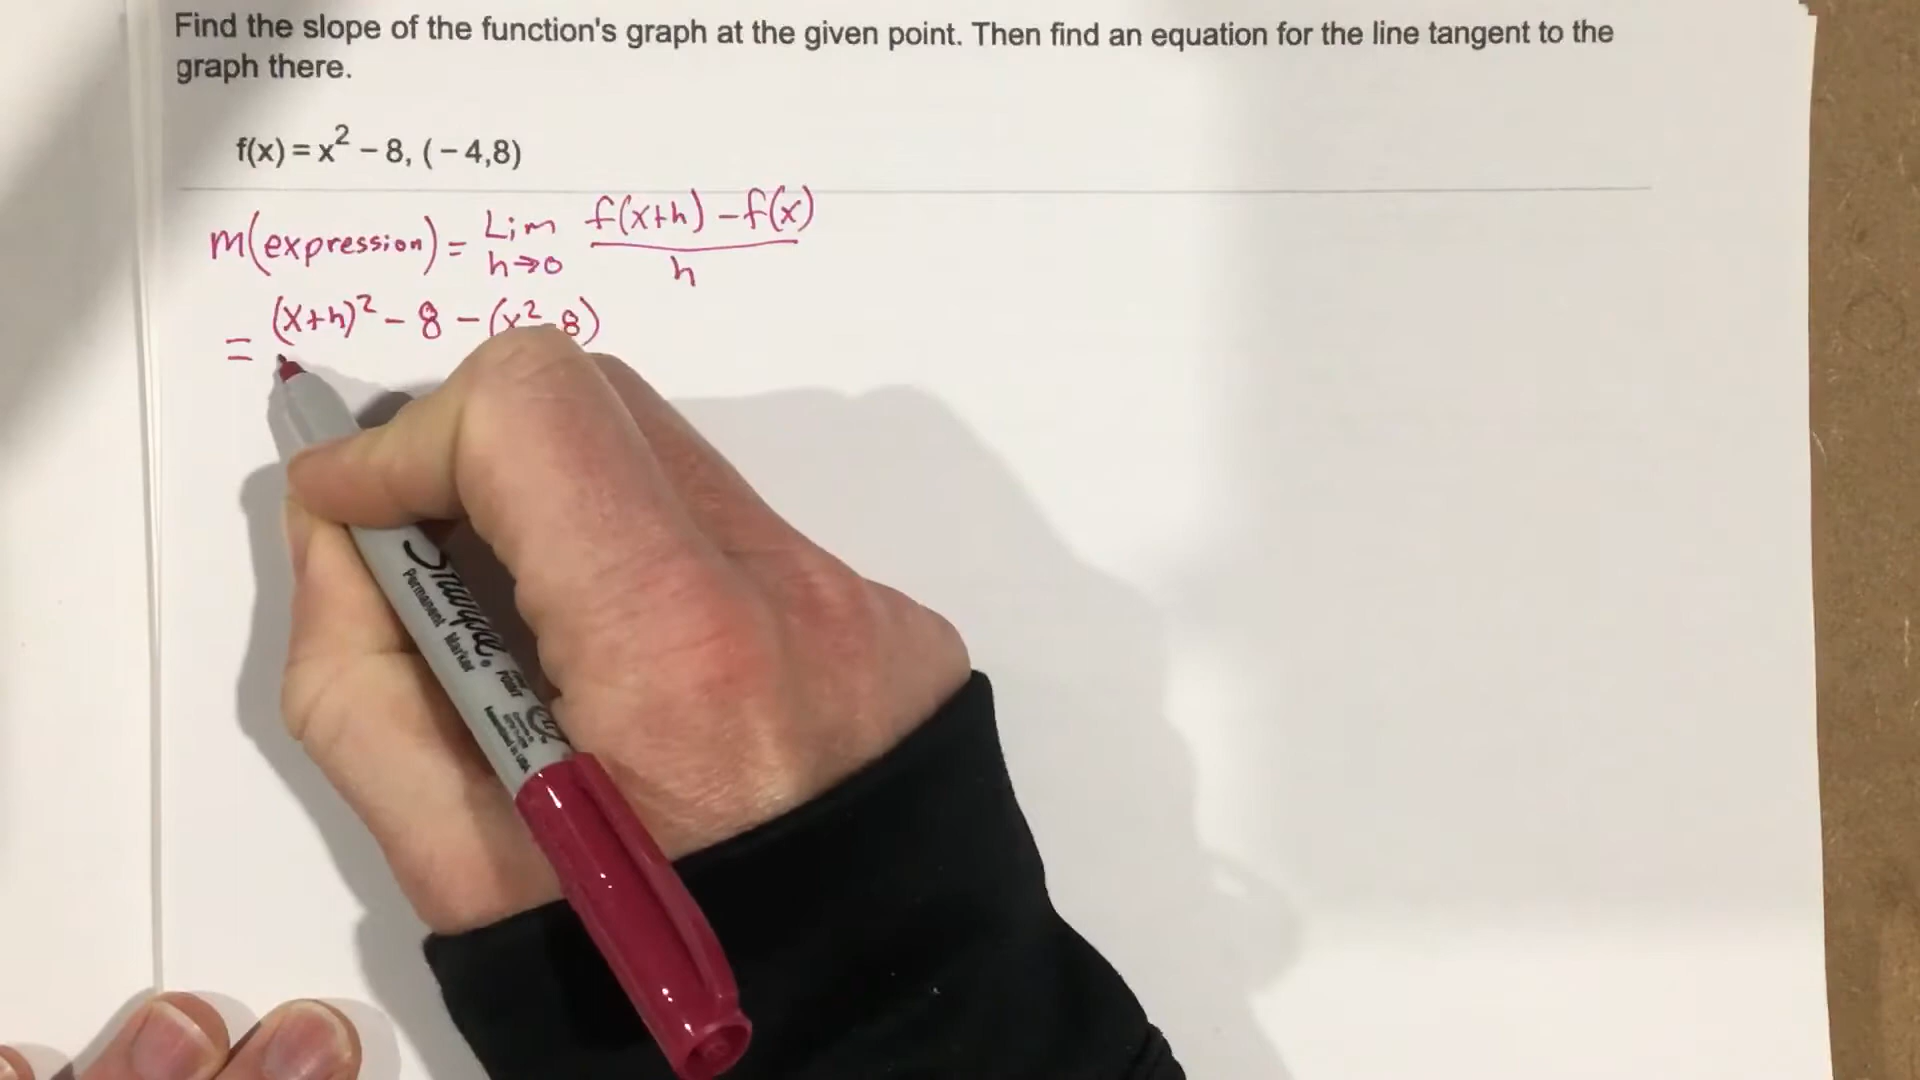 Find the slope of the function's graph at the given point. Then find an equation for the line tangent to the
graph there.
f(x) = x² − 8, ( − 4,8)
m(expression) = Lim h→0 f(x+h) − f(x) / h
= (x+h)² − 8 − (x² − 8)
Sharpie.
Permanent Marker
POINT